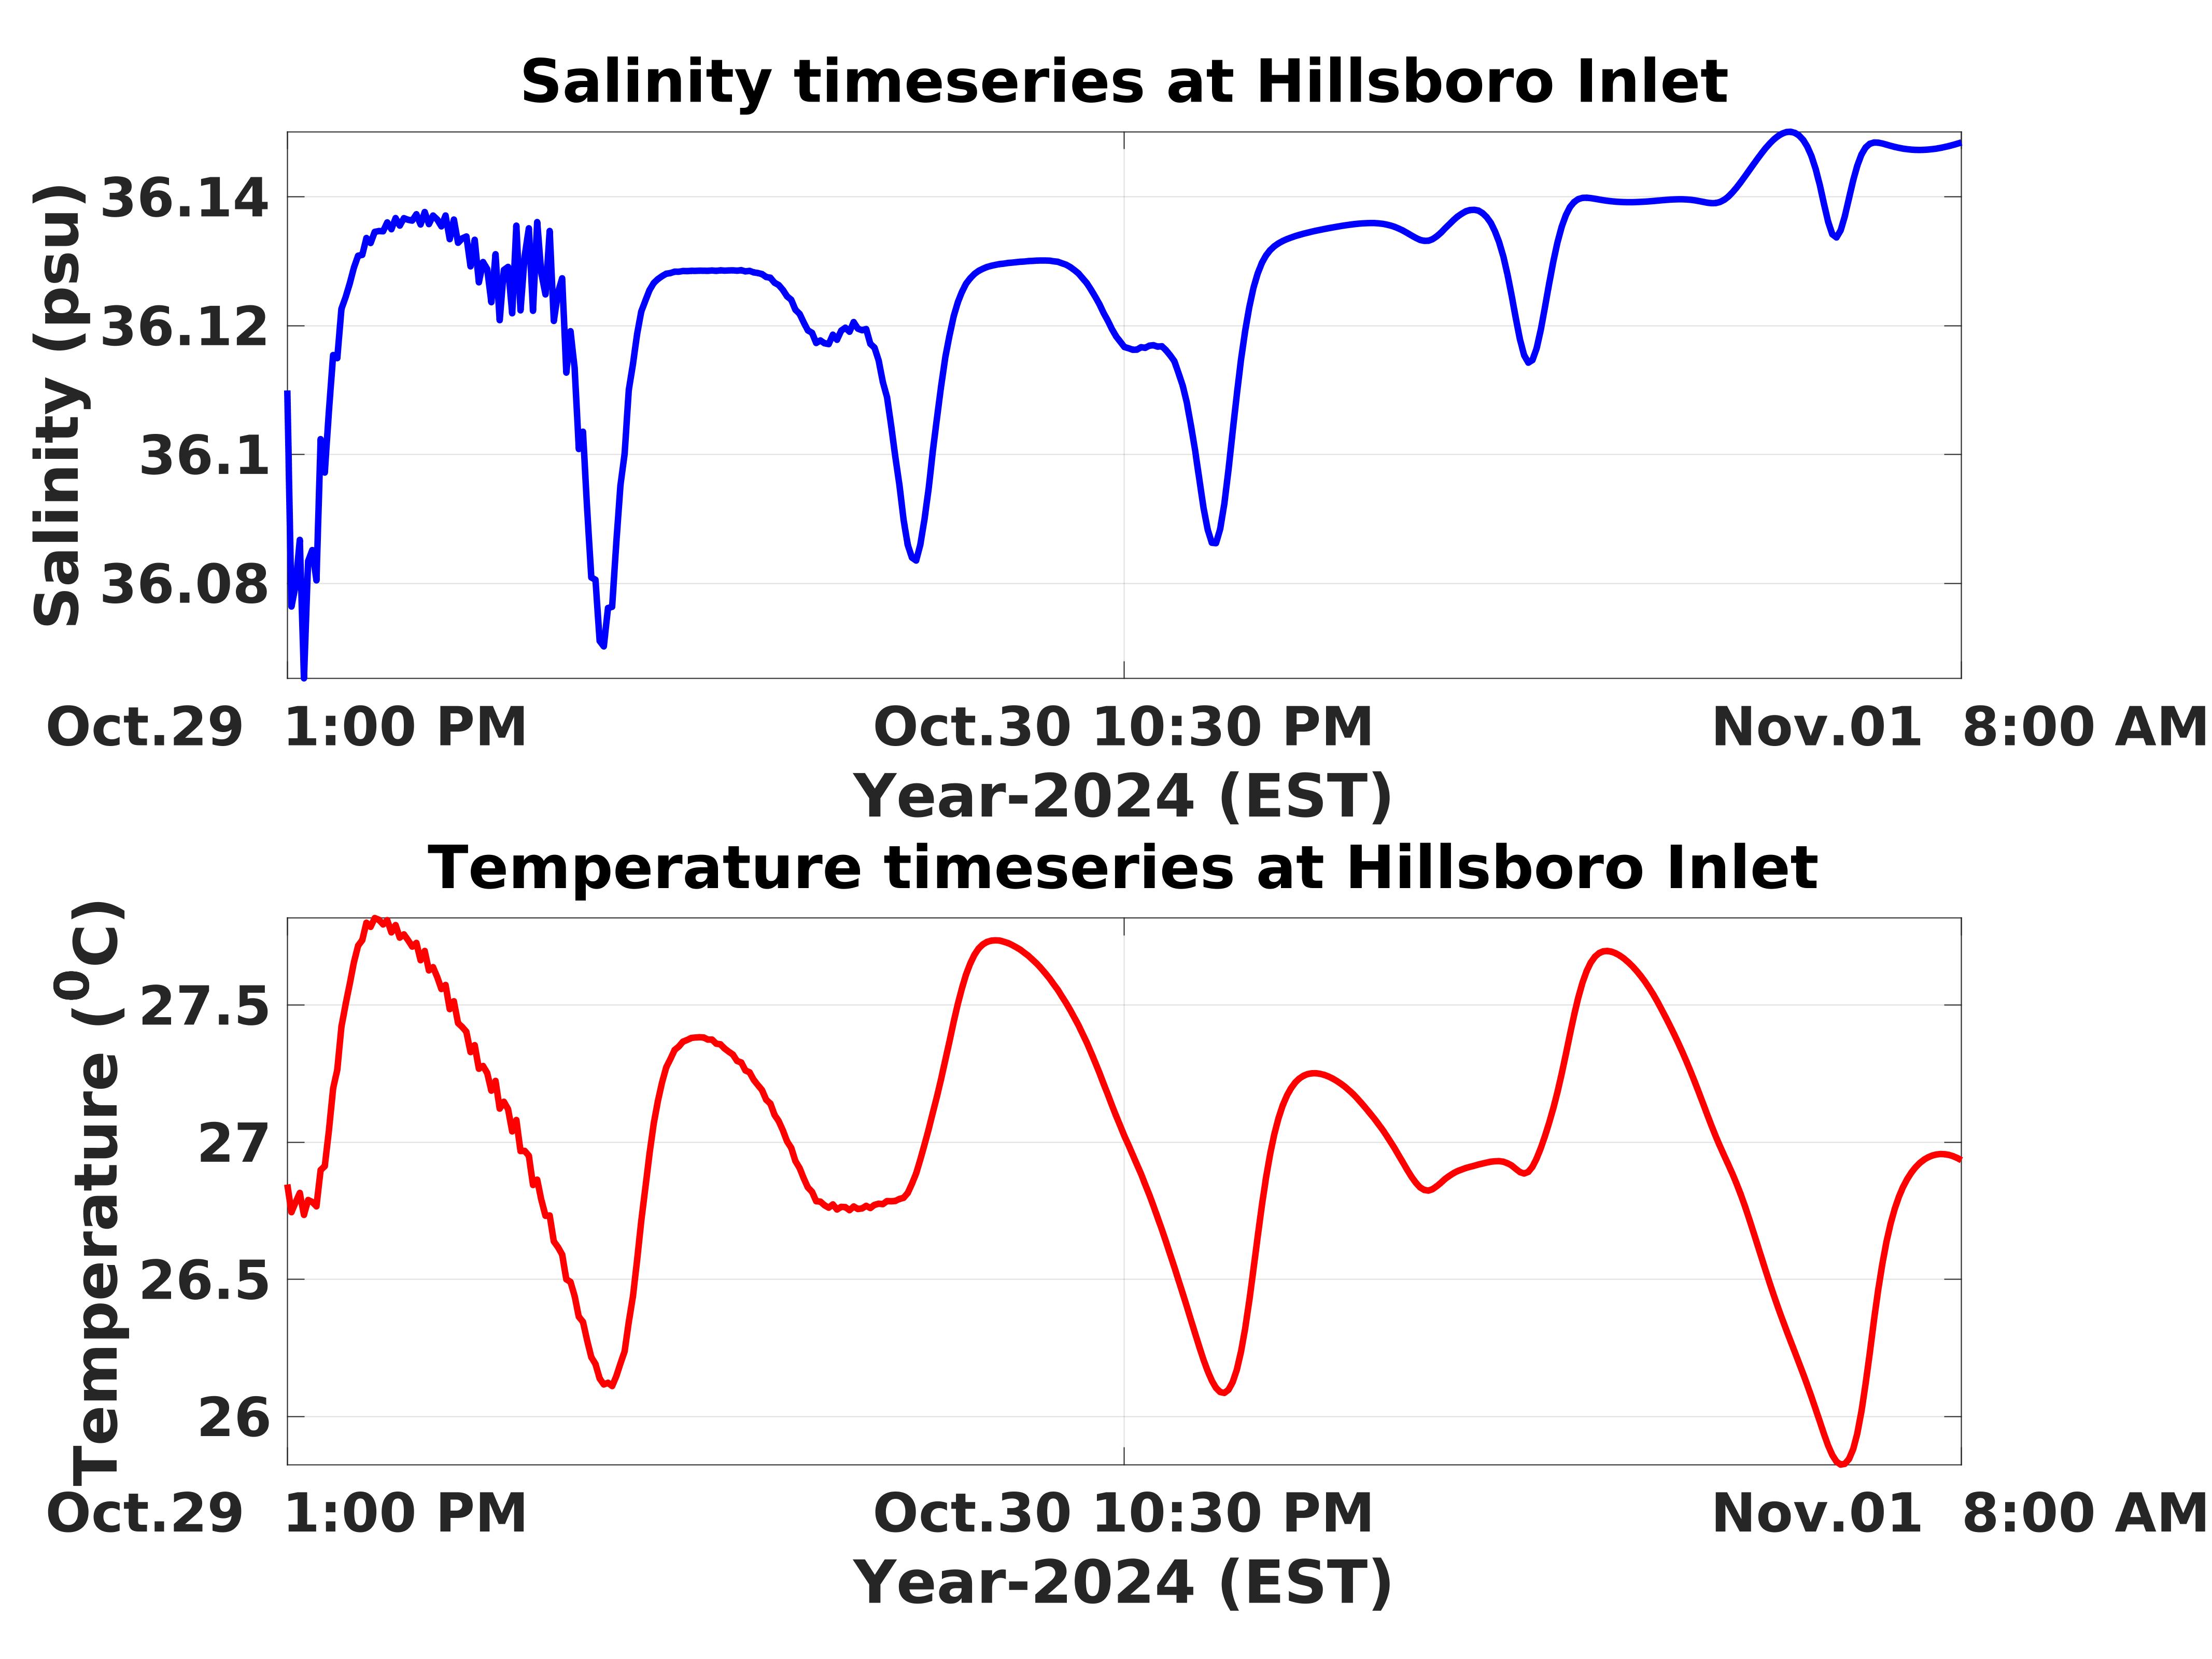 Salinity timeseries at Hillsboro Inlet
Salinity (psu)
36.14
36.12
36.1
36.08
Oct.29  1:00 PM
Oct.30 10:30 PM
Nov.01  8:00 AM
Year-2024 (EST)
Temperature timeseries at Hillsboro Inlet
Temperature (⁰C)
27.5
27
26.5
26
Oct.29  1:00 PM
Oct.30 10:30 PM
Nov.01  8:00 AM
Year-2024 (EST)